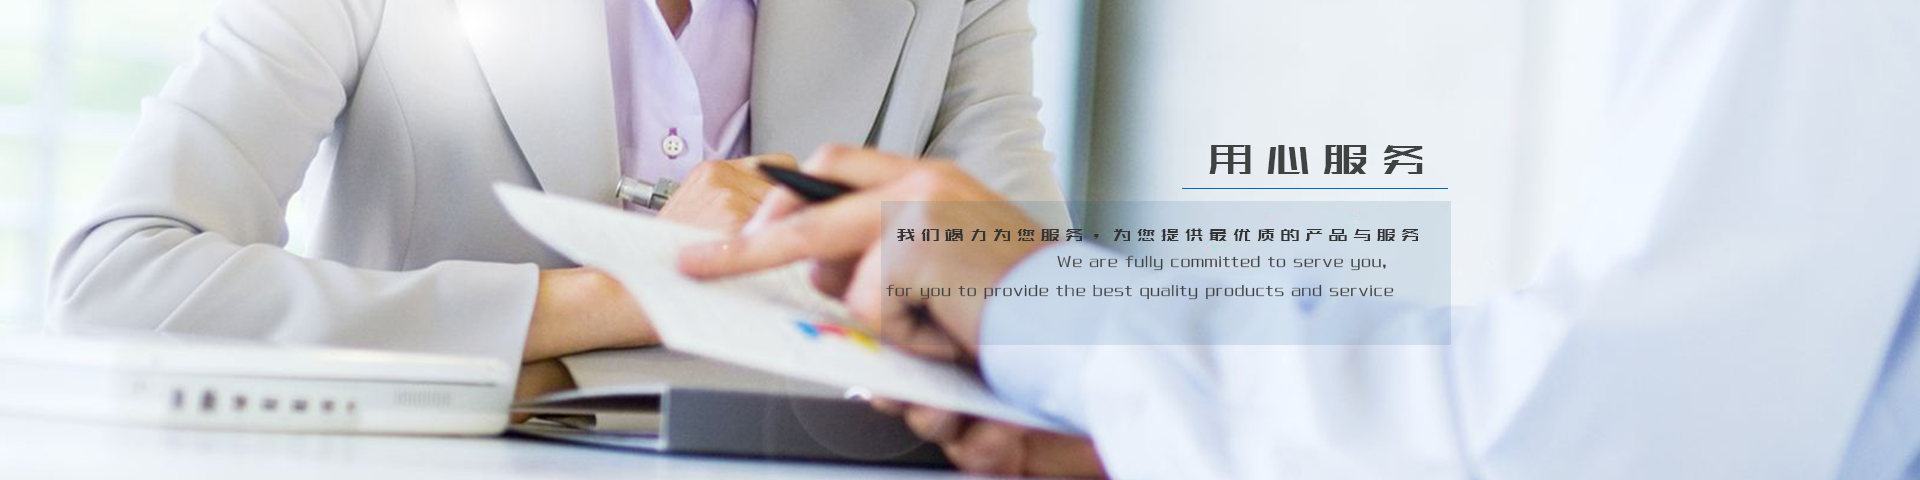 用心服务
我们竭力为您服务，为您提供最优质的产品与服务
We are fully committed to serve you,
for you to provide the best quality products and service